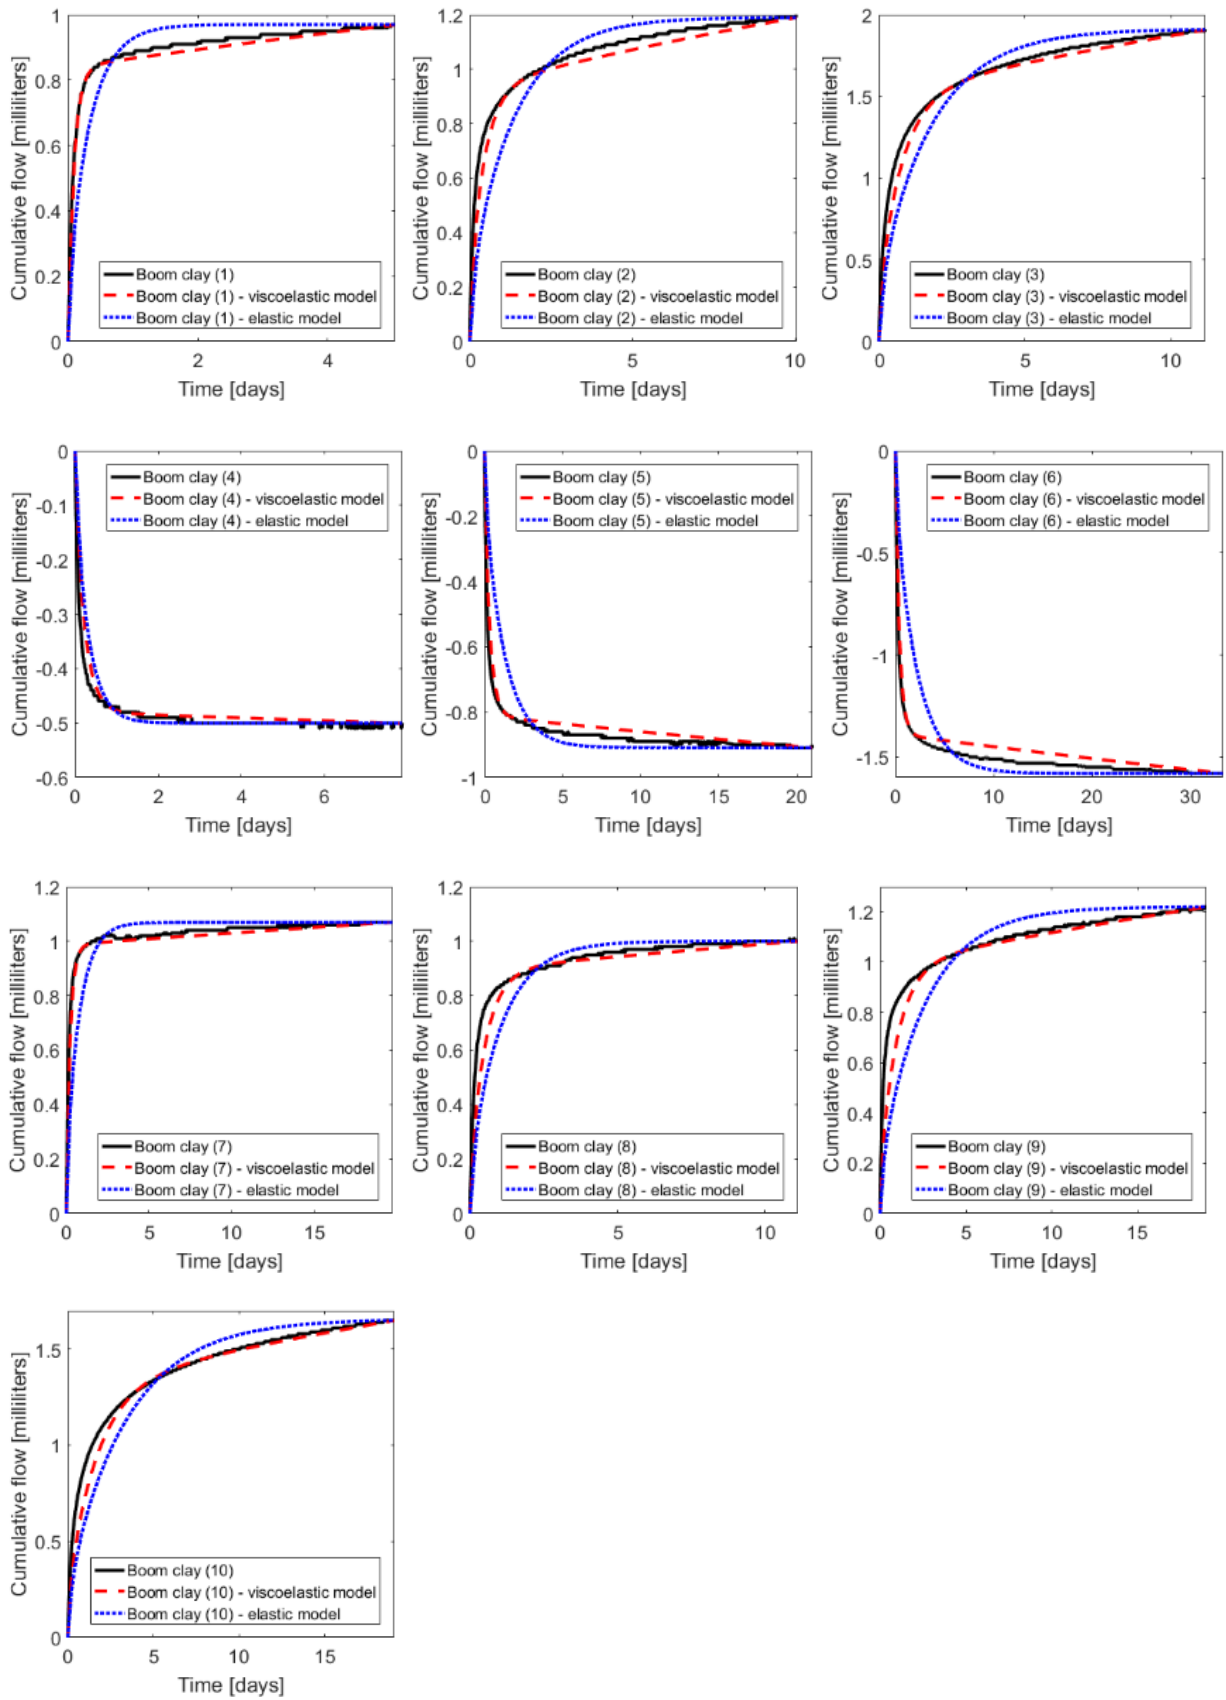 Cumulative flow [milliliters]
1
0.8
0.6
0.4
0.2
0
0
2
4
Time [days]
Boom clay (1)
Boom clay (1) - viscoelastic model
Boom clay (1) - elastic model
Cumulative flow [milliliters]
1.2
1
0.8
0.6
0.4
0.2
0
0
5
10
Time [days]
Boom clay (2)
Boom clay (2) - viscoelastic model
Boom clay (2) - elastic model
Cumulative flow [milliliters]
2
1.5
1
0.5
0
0
5
10
Time [days]
Boom clay (3)
Boom clay (3) - viscoelastic model
Boom clay (3) - elastic model
Cumulative flow [milliliters]
0
-0.1
-0.2
-0.3
-0.4
-0.5
-0.6
0
2
4
6
Time [days]
Boom clay (4)
Boom clay (4) - viscoelastic model
Boom clay (4) - elastic model
Cumulative flow [milliliters]
0
-0.2
-0.4
-0.6
-0.8
-1
0
5
10
15
20
Time [days]
Boom clay (5)
Boom clay (5) - viscoelastic model
Boom clay (5) - elastic model
Cumulative flow [milliliters]
0
-0.5
-1
-1.5
0
10
20
30
Time [days]
Boom clay (6)
Boom clay (6) - viscoelastic model
Boom clay (6) - elastic model
Cumulative flow [milliliters]
1.2
1
0.8
0.6
0.4
0.2
0
0
5
10
15
Time [days]
Boom clay (7)
Boom clay (7) - viscoelastic model
Boom clay (7) - elastic model
Cumulative flow [milliliters]
1.2
1
0.8
0.6
0.4
0.2
0
0
5
10
Time [days]
Boom clay (8)
Boom clay (8) - viscoelastic model
Boom clay (8) - elastic model
Cumulative flow [milliliters]
1.2
1
0.8
0.6
0.4
0.2
0
0
5
10
15
Time [days]
Boom clay (9)
Boom clay (9) - viscoelastic model
Boom clay (9) - elastic model
Cumulative flow [milliliters]
1.5
1
0.5
0
0
5
10
15
Time [days]
Boom clay (10)
Boom clay (10) - viscoelastic model
Boom clay (10) - elastic model